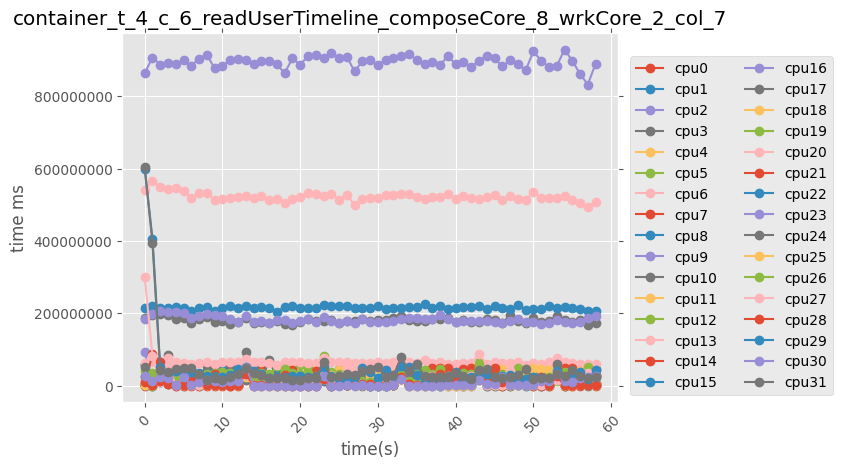 container_t_4_c_6_readUserTimeline_composeCore_8_wrkCore_2_col_7
time ms
800000000
600000000
400000000
200000000
0
0
10
20
30
40
50
60
time(s)
cpu0
cpu1
cpu2
cpu3
cpu4
cpu5
cpu6
cpu7
cpu8
cpu9
cpu10
cpu11
cpu12
cpu13
cpu14
cpu15
cpu16
cpu17
cpu18
cpu19
cpu20
cpu21
cpu22
cpu23
cpu24
cpu25
cpu26
cpu27
cpu28
cpu29
cpu30
cpu31